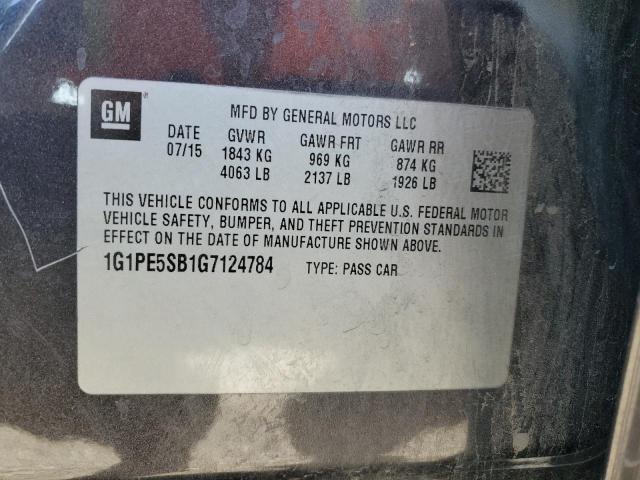 GM
MFD BY GENERAL MOTORS LLC
DATE GVWR GAWR FRT GAWR RR
07/15 1843 KG 969 KG 874 KG
4063 LB 2137 LB 1926 LB
THIS VEHICLE CONFORMS TO ALL APPLICABLE U.S. FEDERAL MOTOR
VEHICLE SAFETY, BUMPER, AND THEFT PREVENTION STANDARDS IN
EFFECT ON THE DATE OF MANUFACTURE SHOWN ABOVE.
1G1PE5SB1G7124784 TYPE: PASS CAR